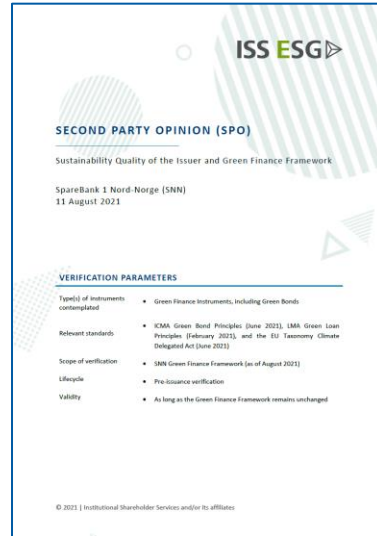 ISS ESG
SECOND PARTY OPINION (SPO)
Sustainability Quality of the Issuer and Green Finance Framework
SpareBank 1 Nord-Norge (SNN)
11 August 2021
VERIFICATION PARAMETERS
Type(s) of instruments
contemplated
• Green Finance Instruments, including Green Bonds
Relevant standards
• ICMA Green Bond Principles (June 2021), LMA Green Loan
Principles (February 2021), and the EU Taxonomy Climate
Delegated Act (June 2021)
Scope of verification
• SNN Green Finance Framework (as of August 2021)
Lifecycle
• Pre-issuance verification
Validity
• As long as the Green Finance Framework remains unchanged
© 2021 | Institutional Shareholder Services and/or its affiliates